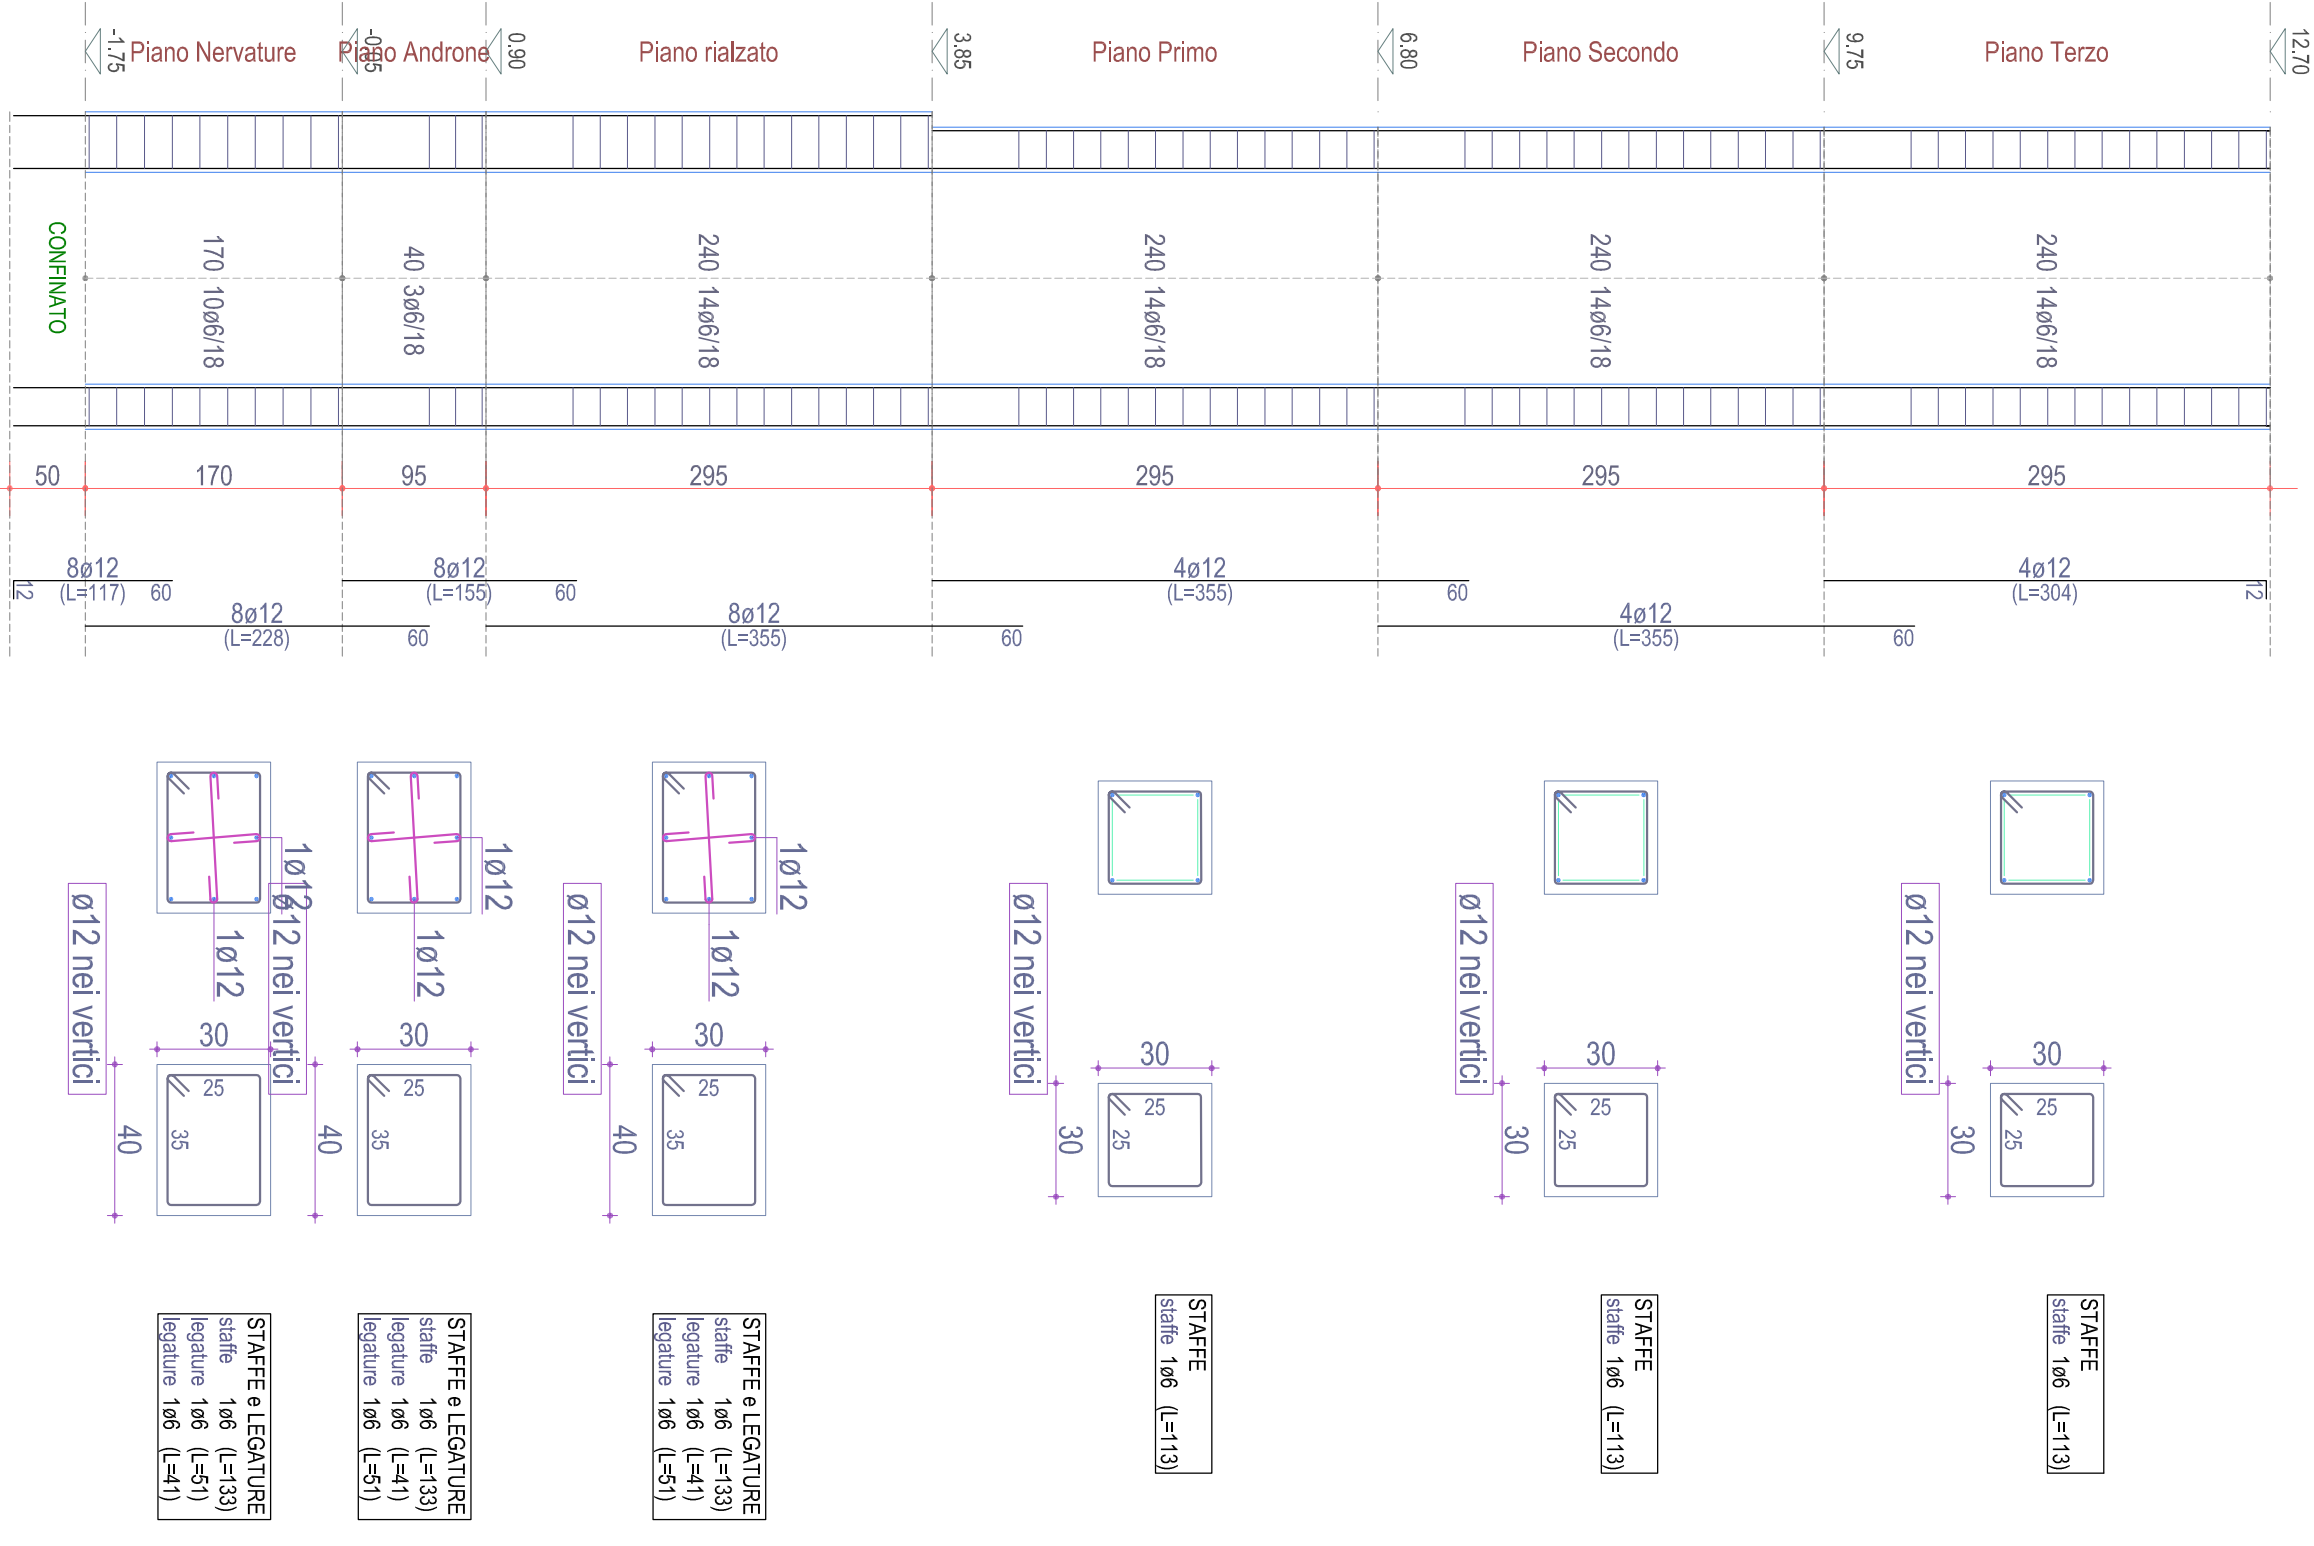 -1.75
Piano Nervature
Piano Androne
0.90
Piano rialzato
3.85
Piano Primo
6.80
Piano Secondo
9.75
Piano Terzo
12.70
CONFINATO
170 10ø6/18
40 3ø6/18
240 14ø6/18
240 14ø6/18
240 14ø6/18
240 14ø6/18
50
170
95
295
295
295
295
8ø12
(L=117)
60
12
8ø12
(L=155)
60
4ø12
(L=355)
60
4ø12
(L=304)
12
8ø12
(L=228)
60
8ø12
(L=355)
60
4ø12
(L=355)
60
1ø12
1ø12
ø12 nei vertici
1ø12
1ø12
ø12 nei vertici
1ø12
1ø12
ø12 nei vertici
ø12 nei vertici
ø12 nei vertici
ø12 nei vertici
30
25
35
40
30
25
35
40
30
25
35
40
30
25
25
30
30
25
25
30
30
25
25
30
STAFFE e LEGATURE
staffe 1ø6 (L=133)
legature 1ø6 (L=51)
legature 1ø6 (L=41)
STAFFE e LEGATURE
staffe 1ø6 (L=133)
legature 1ø6 (L=41)
legature 1ø6 (L=51)
STAFFE e LEGATURE
staffe 1ø6 (L=133)
legature 1ø6 (L=41)
legature 1ø6 (L=51)
STAFFE
staffe 1ø6 (L=113)
STAFFE
staffe 1ø6 (L=113)
STAFFE
staffe 1ø6 (L=113)